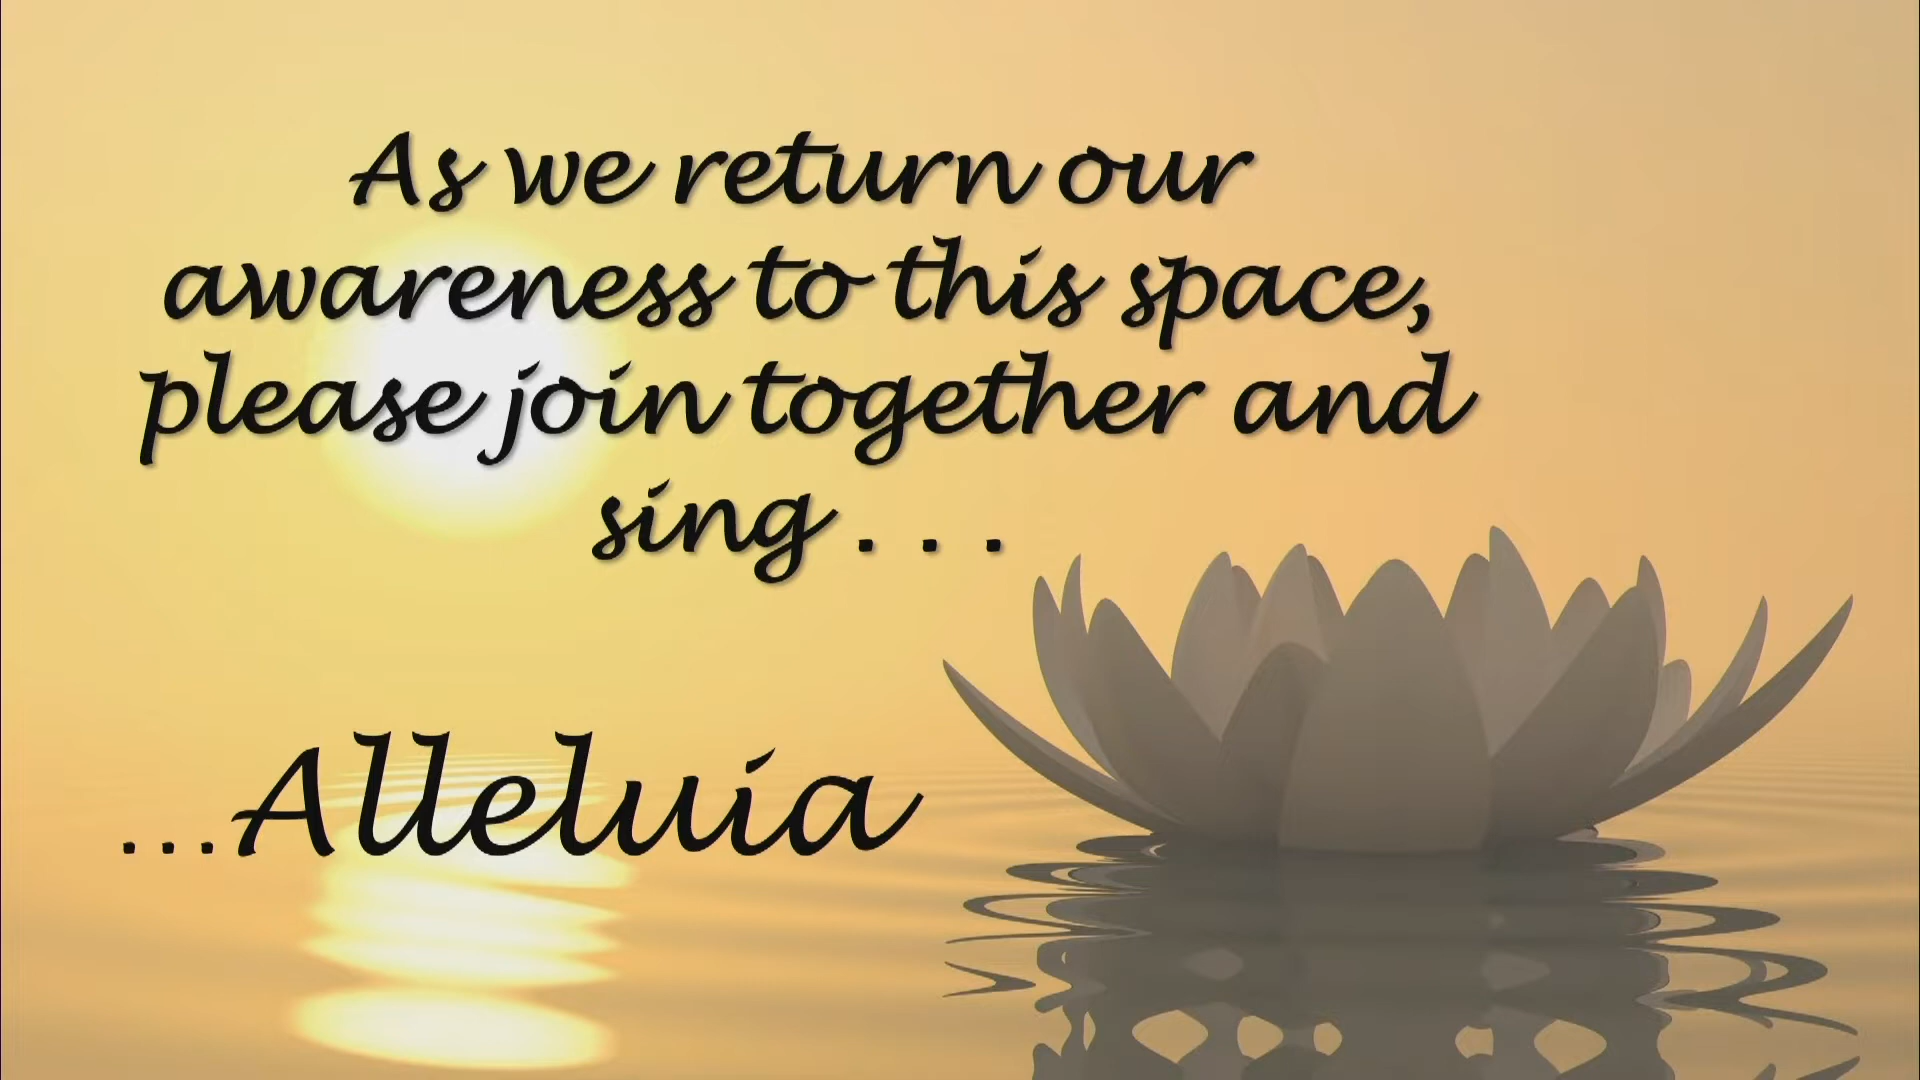 As we return our
awareness to this space,
please join together and
sing . . .
...Alleluia